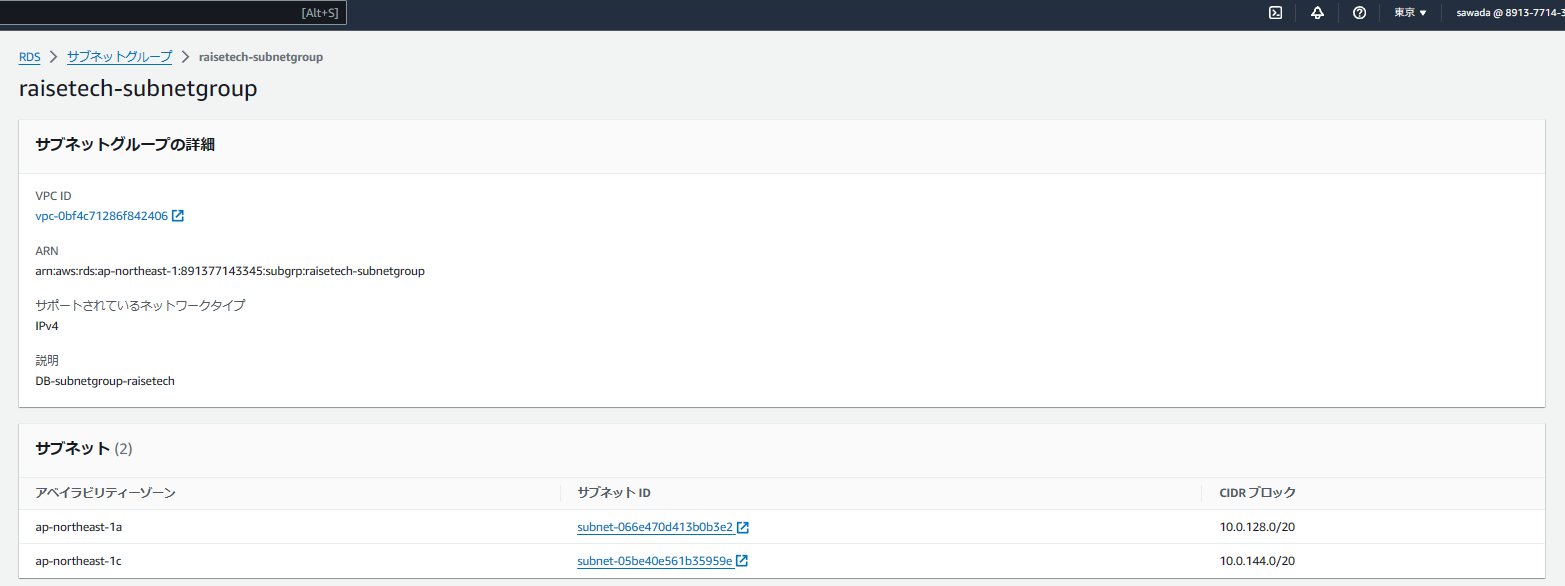 [Alt+S]
東京 ▼
sawada @ 8913-7714-3
RDS > サブネットグループ > raisetech-subnetgroup
raisetech-subnetgroup
サブネットグループの詳細
VPC ID
vpc-0bf4c71286f842406
ARN
arn:aws:rds:ap-northeast-1:891377143345:subgrp:raisetech-subnetgroup
サポートされているネットワークタイプ
IPv4
説明
DB-subnetgroup-raisetech
サブネット (2)
アベイラビリティーゾーン サブネット ID CIDR ブロック
ap-northeast-1a subnet-066e470d413b0b3e2 10.0.128.0/20
ap-northeast-1c subnet-05be40e561b35959e 10.0.144.0/20